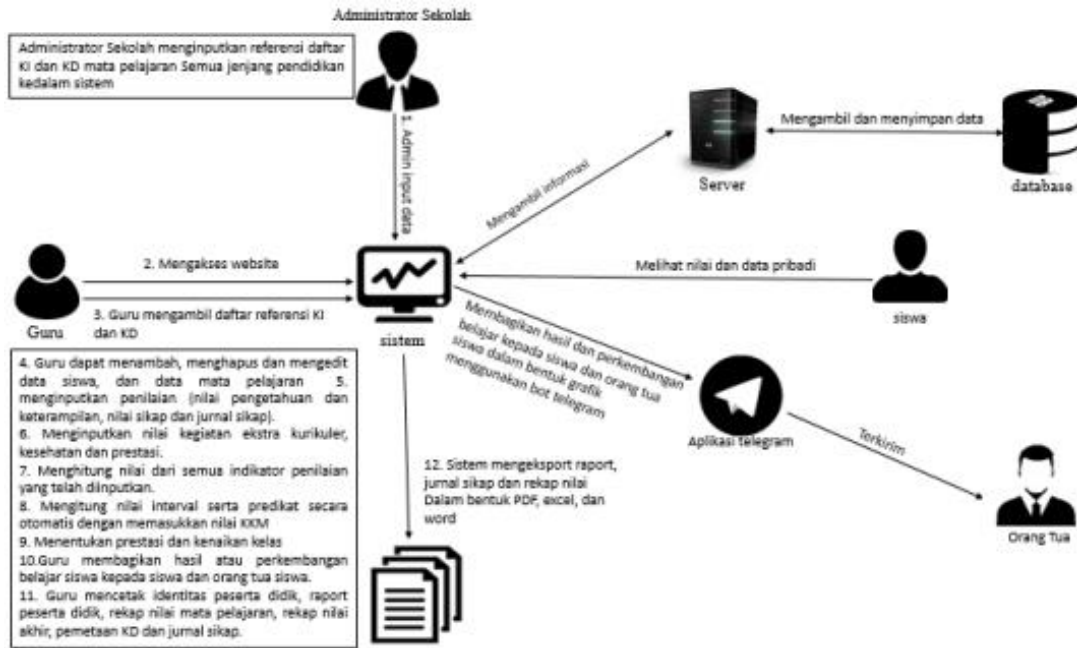 Administrator Sekolah
Administrator Sekolah menginputkan referensi daftar
KI dan KD mata pelajaran Semua jenjang pendidikan
kedalam sistem
1. Admin input data
Mengambil informasi
Server
Mengambil dan menyimpan data
database
2. Mengakses website
3. Guru mengambil daftar referensi KI
dan KD
Guru
sistem
Melihat nilai dan data pribadi
siswa
Membagikan hasil dan perkembangan
belajar kepada siswa dan orang tua
siswa dalam bentuk grafik
menggunakan bot telegram
Aplikasi telegram
Terkirim
Orang Tua
4. Guru dapat menambah, menghapus dan mengedit
data siswa, dan data mata pelajaran 5.
menginputkan penilaian (nilai pengetahuan dan
keterampilan, nilai sikap dan jurnal sikap).
6. Menginputkan nilai kegiatan ekstra kurikuler,
kesehatan dan prestasi.
7. Menghitung nilai dari semua indikator penilaian
yang telah diinputkan.
8. Mengitung nilai interval serta predikat secara
otomatis dengan memasukkan nilai KKM
9. Menentukan prestasi dan kenaikan kelas
10.Guru membagikan hasil atau perkembangan
belajar siswa kepada siswa dan orang tua siswa.
11. Guru mencetak identitas peserta didik, raport
peserta didik, rekap nilai mata pelajaran, rekap nilai
akhir, pemetaan KD dan jurnal sikap.
12. Sistem mengeksport raport,
jurnal sikap dan rekap nilai
Dalam bentuk PDF, excel, dan
word